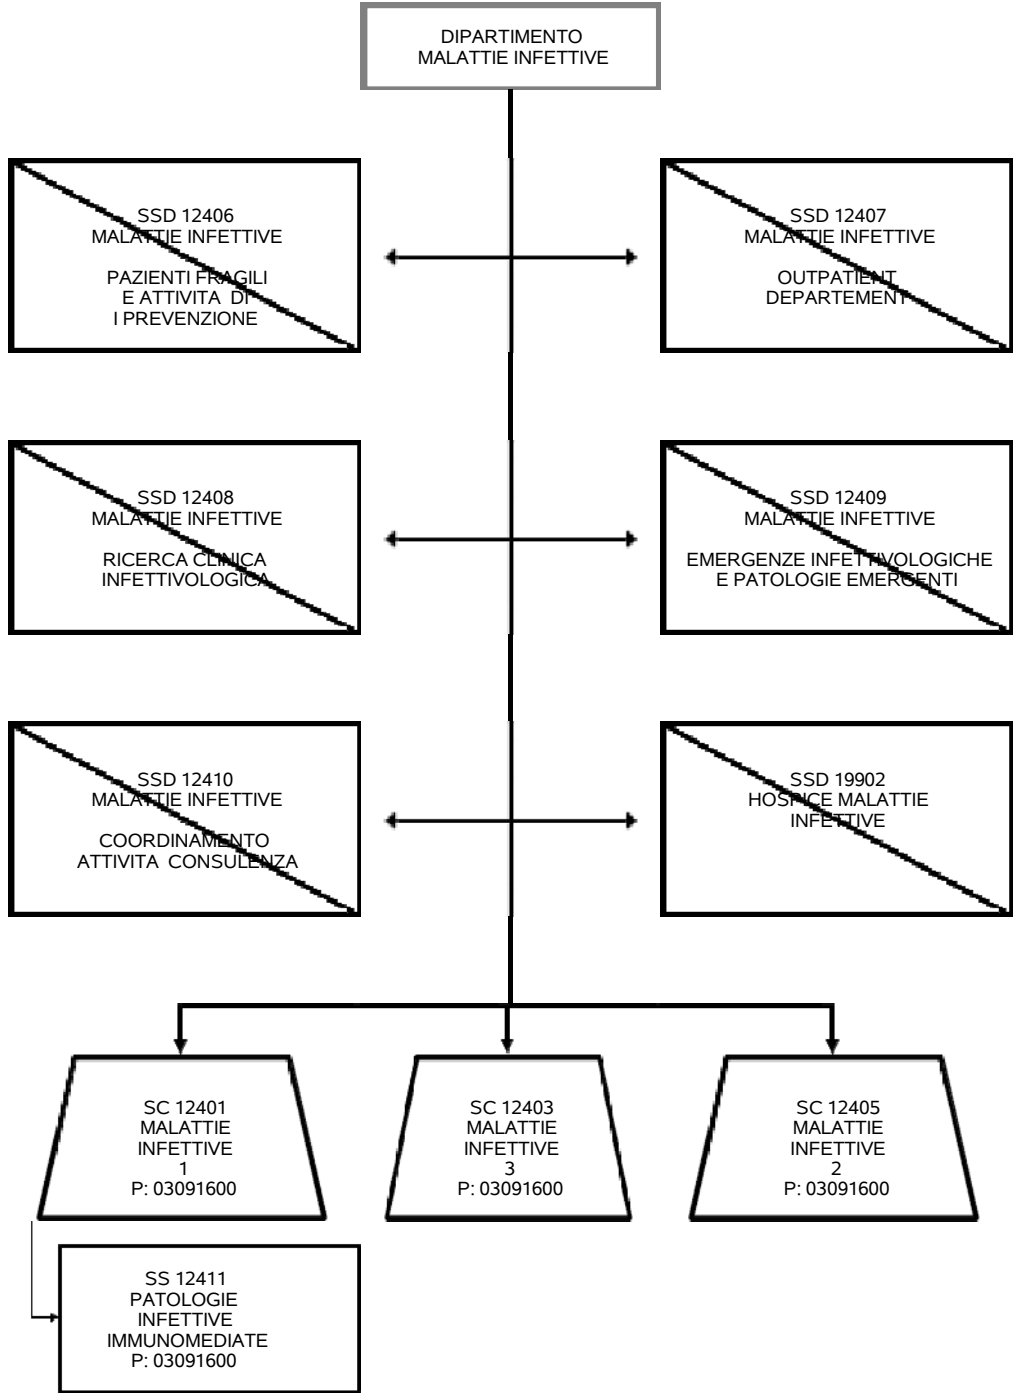 DIPARTIMENTO
MALATTIE INFETTIVE
SSD 12406
MALATTIE INFETTIVE
PAZIENTI FRAGILI
E ATTIVITA DI
I PREVENZIONE
SSD 12407
MALATTIE INFETTIVE
OUTPATIENT
DEPARTEMENT
SSD 12408
MALATTIE INFETTIVE
RICERCA CLINICA
INFETTIVOLOGICA
SSD 12409
MALATTIE INFETTIVE
EMERGENZE INFETTIVOLOGICHE
E PATOLOGIE EMERGENTI
SSD 12410
MALATTIE INFETTIVE
COORDINAMENTO
ATTIVITA CONSULENZA
SSD 19902
HOSPICE MALATTIE
INFETTIVE
SC 12401
MALATTIE
INFETTIVE
1
P: 03091600
SC 12403
MALATTIE
INFETTIVE
3
P: 03091600
SC 12405
MALATTIE
INFETTIVE
2
P: 03091600
SS 12411
PATOLOGIE
INFETTIVE
IMMUNOMEDIATE
P: 03091600